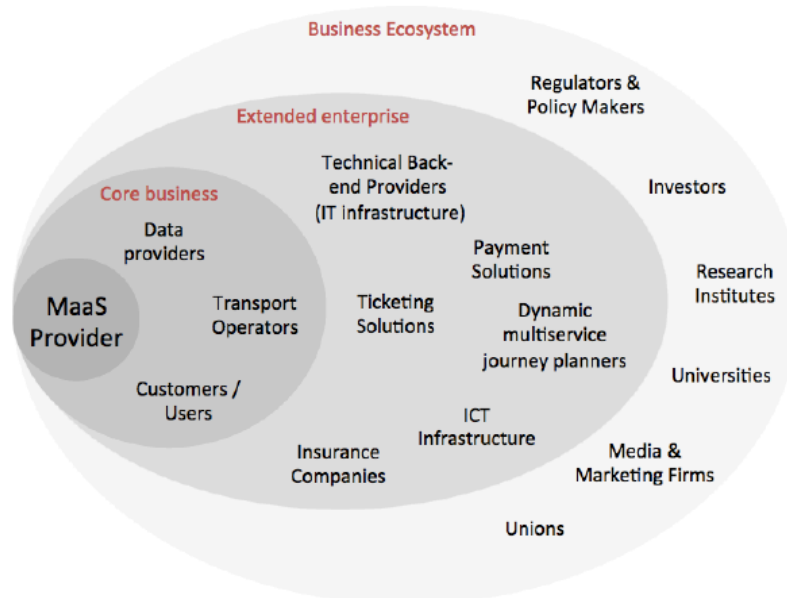 Business Ecosystem
Regulators &
Policy Makers
Extended enterprise
Technical Back-
end Providers
(IT infrastructure)
Investors
Core business
Data
providers
Payment
Solutions
Research
Institutes
MaaS
Provider
Transport
Operators
Ticketing
Solutions
Dynamic
multiservice
journey planners
Universities
Customers /
Users
ICT
Infrastructure
Insurance
Companies
Media &
Marketing Firms
Unions